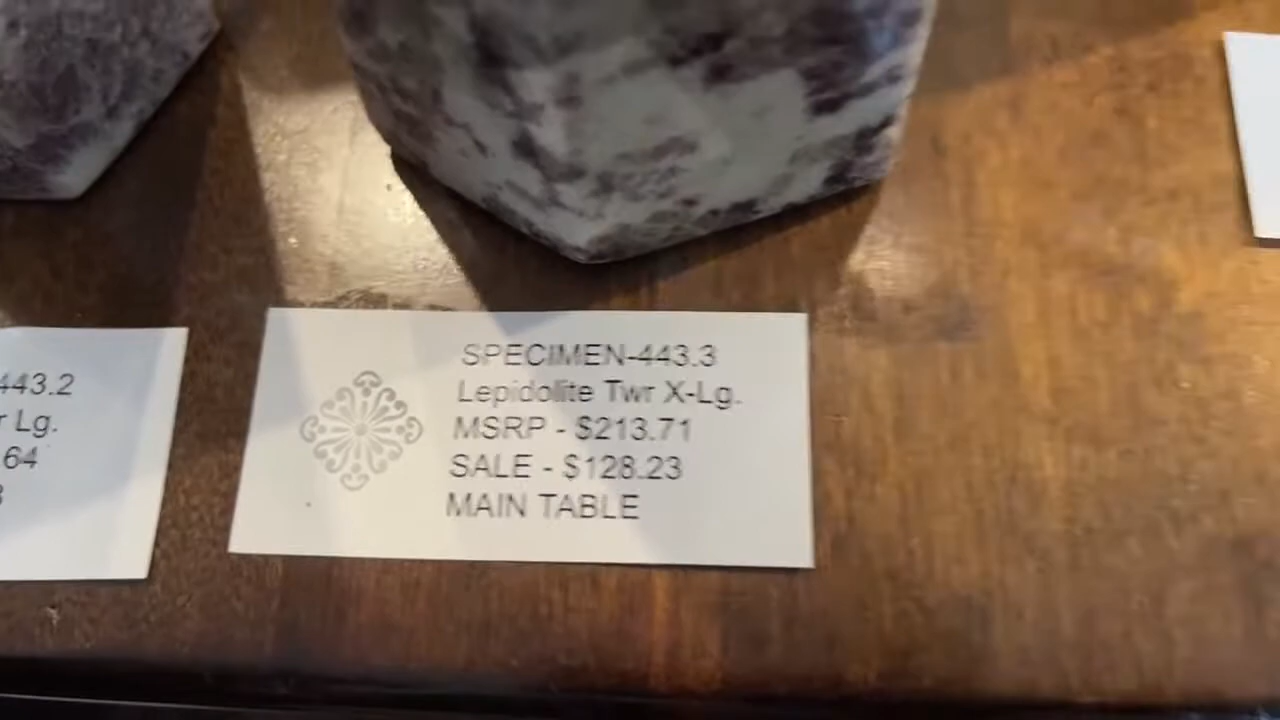 SPECIMEN-443.3
Lepidolite Twr X-Lg.
MSRP - $213.71
SALE - $128.23
MAIN TABLE
443.2
Lg.
64